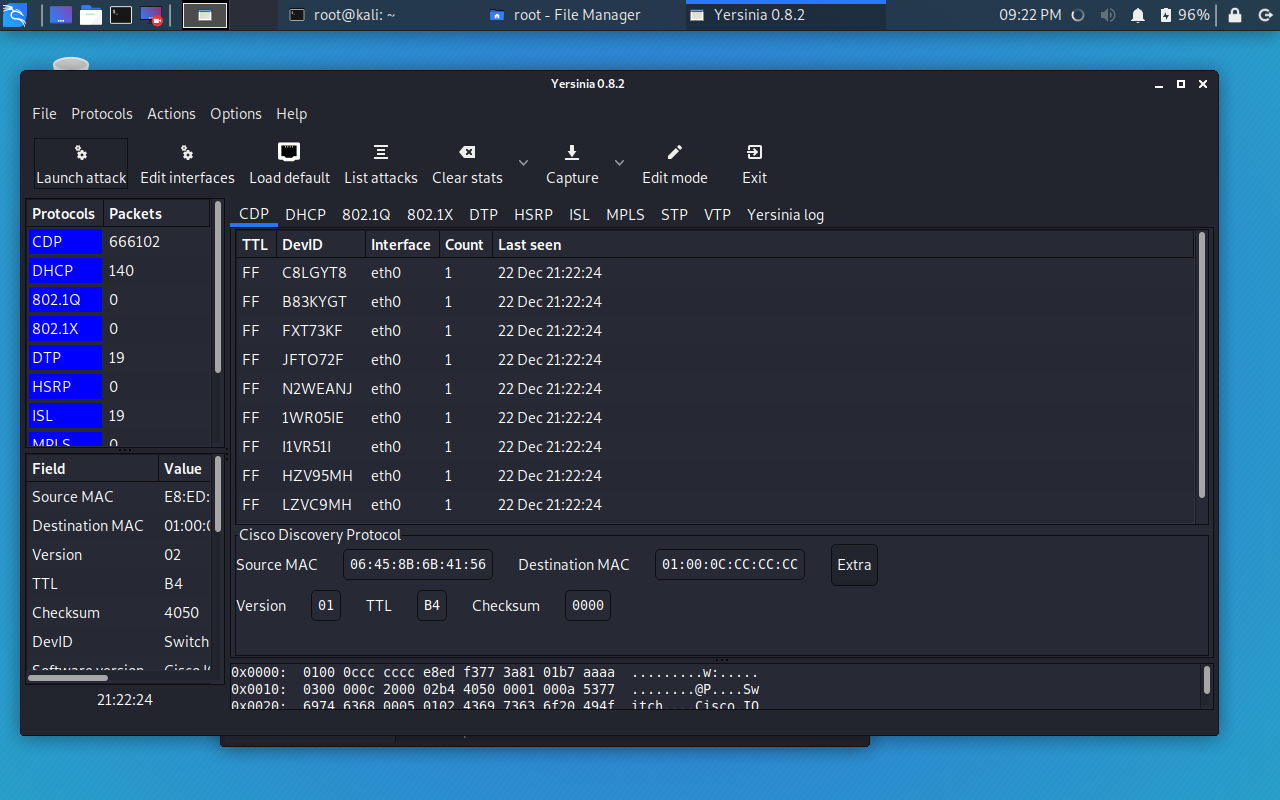 root@kali: ~ root - File Manager Yersinia 0.8.2 09:22 PM 96%
Yersinia 0.8.2
File Protocols Actions Options Help
Launch attack Edit interfaces Load default List attacks Clear stats Capture Edit mode Exit
Protocols Packets
CDP 666102
DHCP 140
802.1Q 0
802.1X 0
DTP 19
HSRP 0
ISL 19
MPLS 0
Field Value
Source MAC E8:ED:
Destination MAC 01:00:0
Version 02
TTL B4
Checksum 4050
DevID Switch
Software version Cisco I
21:22:24
CDP DHCP 802.1Q 802.1X DTP HSRP ISL MPLS STP VTP Yersinia log
TTL DevID Interface Count Last seen
FF C8LGYT8 eth0 1 22 Dec 21:22:24
FF B83KYGT eth0 1 22 Dec 21:22:24
FF FXT73KF eth0 1 22 Dec 21:22:24
FF JFTO72F eth0 1 22 Dec 21:22:24
FF N2WEANJ eth0 1 22 Dec 21:22:24
FF 1WR05IE eth0 1 22 Dec 21:22:24
FF I1VR51I eth0 1 22 Dec 21:22:24
FF HZV95MH eth0 1 22 Dec 21:22:24
FF LZVC9MH eth0 1 22 Dec 21:22:24
Cisco Discovery Protocol
Source MAC 06:45:8B:6B:41:56 Destination MAC 01:00:0C:CC:CC:CC Extra
Version 01 TTL B4 Checksum 0000
0x0000: 0100 0ccc cccc e8ed f377 3a81 01b7 aaaa .........w:.....
0x0010: 0300 000c 2000 02b4 4050 0001 000a 5377 ........@P....Sw
0x0020: 6974 6368 0005 0102 4369 7363 6f20 494f itch....Cisco IO